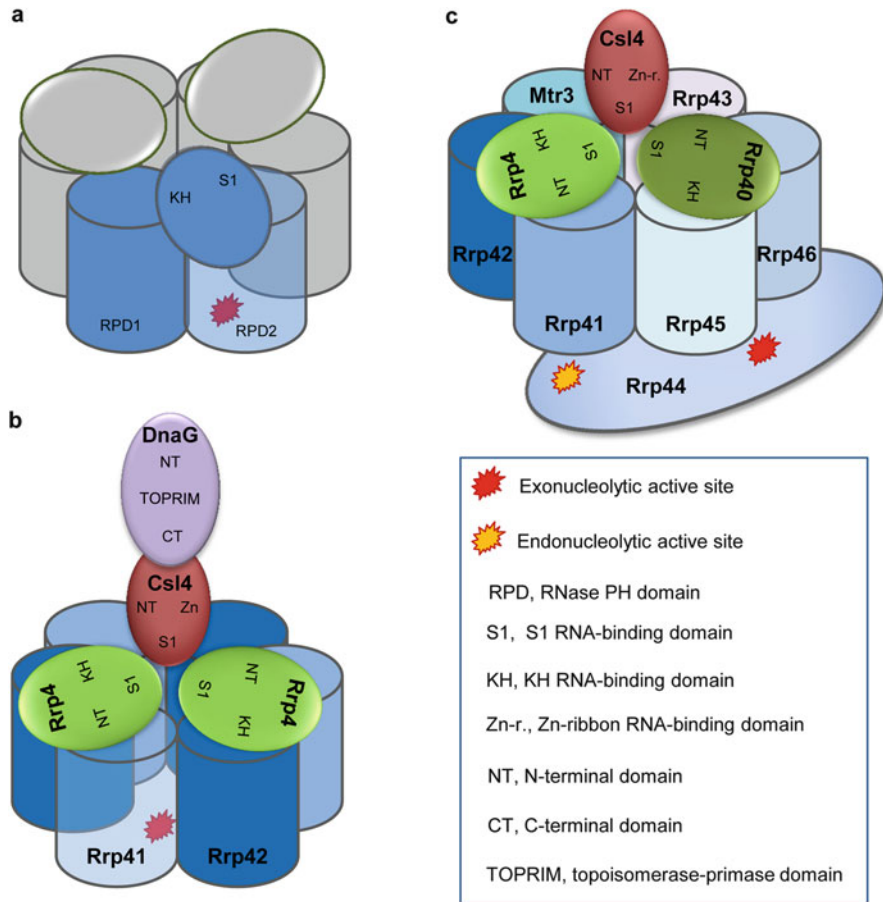 a
KH
S1
RPD1
RPD2
b
DnaG
NT
TOPRIM
CT
Csl4
NT Zn
S1
Rrp4
KH
NT
S1
Rrp4
NT
S1
KH
Rrp41
Rrp42
c
Csl4
NT Zn-r.
S1
Mtr3
Rrp43
Rrp4
KH
NT
S1
Rrp40
NT
S1
KH
Rrp42
Rrp46
Rrp41
Rrp45
Rrp44
Exonucleolytic active site
Endonucleolytic active site
RPD, RNase PH domain
S1, S1 RNA-binding domain
KH, KH RNA-binding domain
Zn-r., Zn-ribbon RNA-binding domain
NT, N-terminal domain
CT, C-terminal domain
TOPRIM, topoisomerase-primase domain